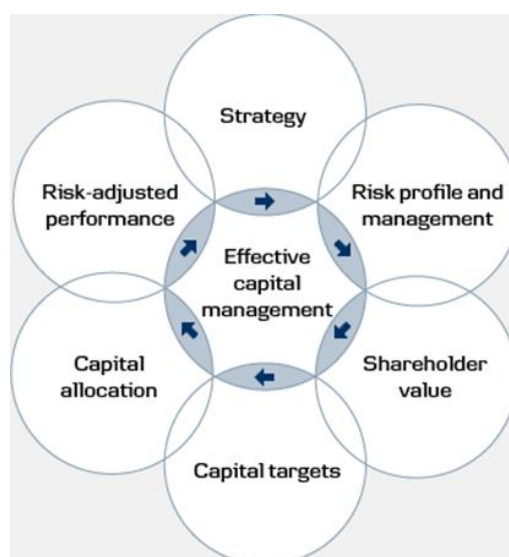 Strategy
Risk-adjusted
performance
Risk profile and
management
Effective
capital
management
Capital
allocation
Shareholder
value
Capital targets